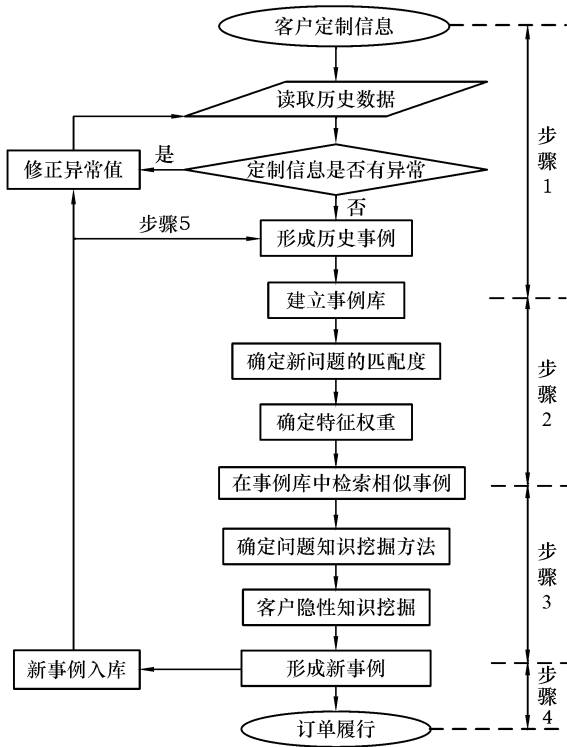 客户定制信息
读取历史数据
步骤1
修正异常值
是
定制信息是否有异常
否
步骤5
形成历史事例
建立事例库
确定新问题的匹配度
步骤2
确定特征权重
在事例库中检索相似事例
确定问题知识挖掘方法
步骤3
客户隐性知识挖掘
新事例入库
形成新事例
步骤4
订单履行